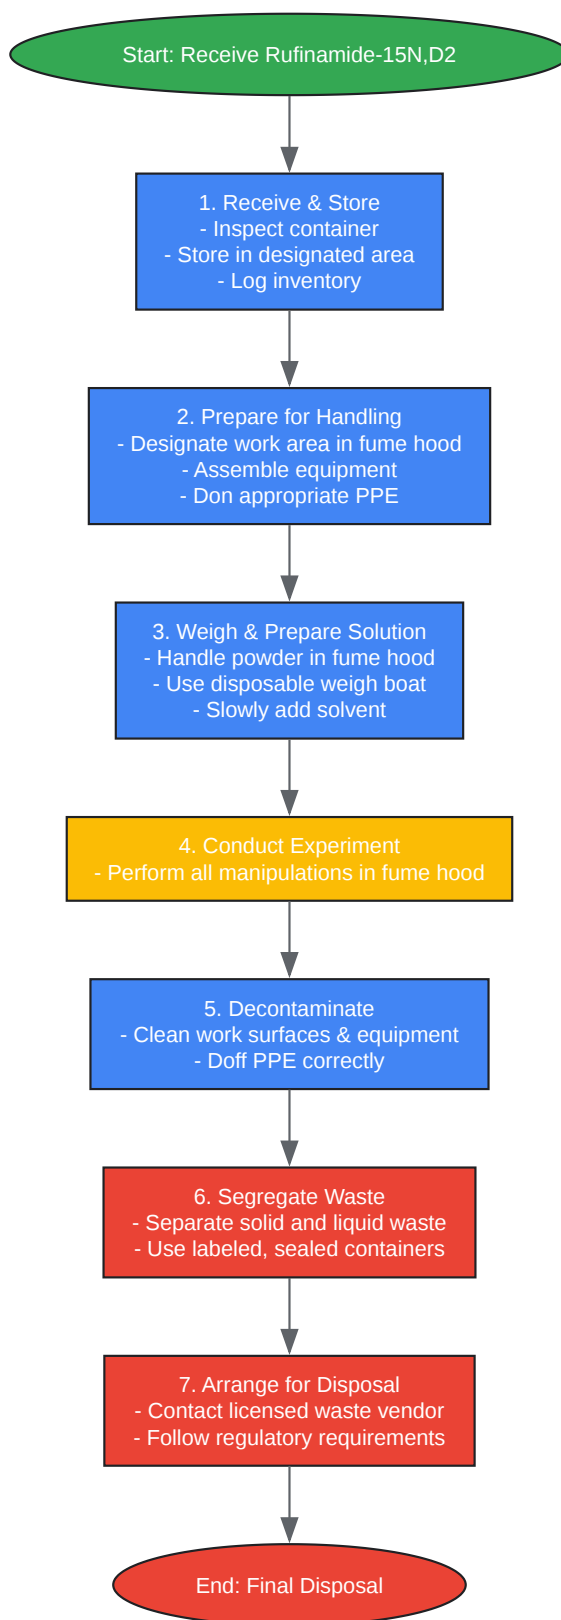 Start: Receive Rufinamide-15N,D2
1. Receive & Store
- Inspect container
- Store in designated area
- Log inventory
2. Prepare for Handling
- Designate work area in fume hood
- Assemble equipment
- Don appropriate PPE
3. Weigh & Prepare Solution
- Handle powder in fume hood
- Use disposable weigh boat
- Slowly add solvent
4. Conduct Experiment
- Perform all manipulations in fume hood
5. Decontaminate
- Clean work surfaces & equipment
- Doff PPE correctly
6. Segregate Waste
- Separate solid and liquid waste
- Use labeled, sealed containers
7. Arrange for Disposal
- Contact licensed waste vendor
- Follow regulatory requirements
End: Final Disposal